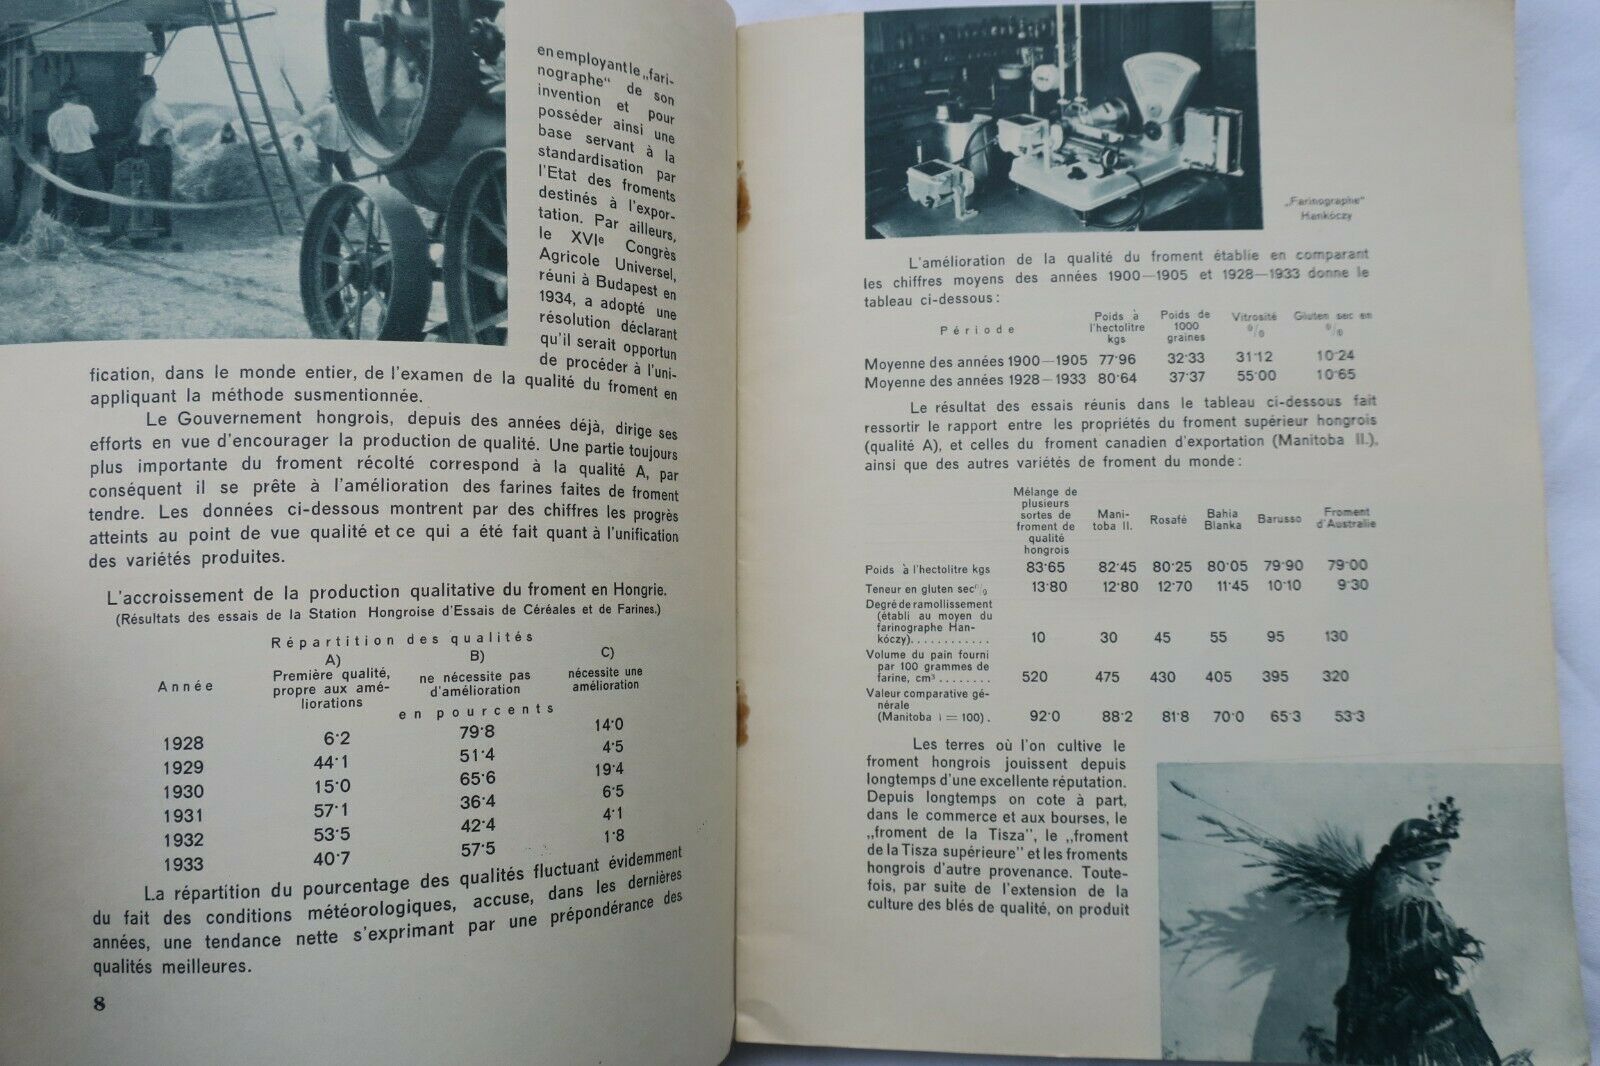 en employant le „fari-
nographe“ de son
invention et pour
posséder ainsi une
base servant à la
standardisation par
l'Etat des froments
destinés à l'expor-
tation. Par ailleurs,
le XVIe Congrès
Agricole Universel,
réuni à Budapest en
1934, a adopté une
résolution déclarant
qu'il serait opportun
de procéder à l'uni-
fication, dans le monde entier, de l'examen de la qualité du froment en
appliquant la méthode susmentionnée.
Le Gouvernement hongrois, depuis des années déjà, dirige ses
efforts en vue d'encourager la production de qualité. Une partie toujours
plus importante du froment récolté correspond à la qualité A, par
conséquent il se prête à l'amélioration des farines faites de froment
tendre. Les données ci-dessous montrent par des chiffres les progrès
atteints au point de vue qualité et ce qui a été fait quant à l'unification
des variétés produites.
L'accroissement de la production qualitative du froment en Hongrie.
(Résultats des essais de la Station Hongroise d'Essais de Céréales et de Farines.)
Répartition des qualités
A) B) C)
Année Première qualité, propre aux amé- liorations ne nécessite pas d'amélioration nécessite une amélioration
en pourcents
1928 6·2 79·8 14·0
1929 44·1 51·4 4·5
1930 15·0 65·6 19·4
1931 57·1 36·4 6·5
1932 53·5 42·4 4·1
1933 40·7 57·5 1·8
La répartition du pourcentage des qualités fluctuant évidemment
du fait des conditions météorologiques, accuse, dans les dernières
années, une tendance nette s'exprimant par une prépondérance des
qualités meilleures.
8
„Farinographe“
Hankóczy
L'amélioration de la qualité du froment établie en comparant
les chiffres moyens des années 1900—1905 et 1928—1933 donne le
tableau ci-dessous :
Période Poids à l'hectolitre kgs Poids de 1000 graines Vitrosité % Gluten sec en %
Moyenne des années 1900—1905 77·96 32·33 31·12 10·24
Moyenne des années 1928—1933 80·64 37·37 55·00 10·65
Le résultat des essais réunis dans le tableau ci-dessous fait
ressortir le rapport entre les propriétés du froment supérieur hongrois
(qualité A), et celles du froment canadien d'exportation (Manitoba II.),
ainsi que des autres variétés de froment du monde :
Mélange de plusieurs sortes de froment de qualité hongrois Mani- toba II. Rosafé Bahia Blanka Barusso Froment d'Australie
Poids à l'hectolitre kgs 83·65 82·45 80·25 80·05 79·90 79·00
Teneur en gluten sec % 13·80 12·80 12·70 11·45 10·10 9·30
Degré de ramollissement
(établi au moyen du
farinographe Han-
kóczy)............ 10 30 45 55 95 130
Volume du pain fourni
par 100 grammes de
farine, cm³ ........ 520 475 430 405 395 320
Valeur comparative gé-
nérale
(Manitoba I = 100) . 92·0 88·2 81·8 70·0 65·3 53·3
Les terres où l'on cultive le
froment hongrois jouissent depuis
longtemps d'une excellente réputation.
Depuis longtemps on cote à part,
dans le commerce et aux bourses, le
„froment de la Tisza”, le „froment
de la Tisza supérieure” et les froments
hongrois d'autre provenance. Toute-
fois, par suite de l'extension de la
culture des blés de qualité, on produit